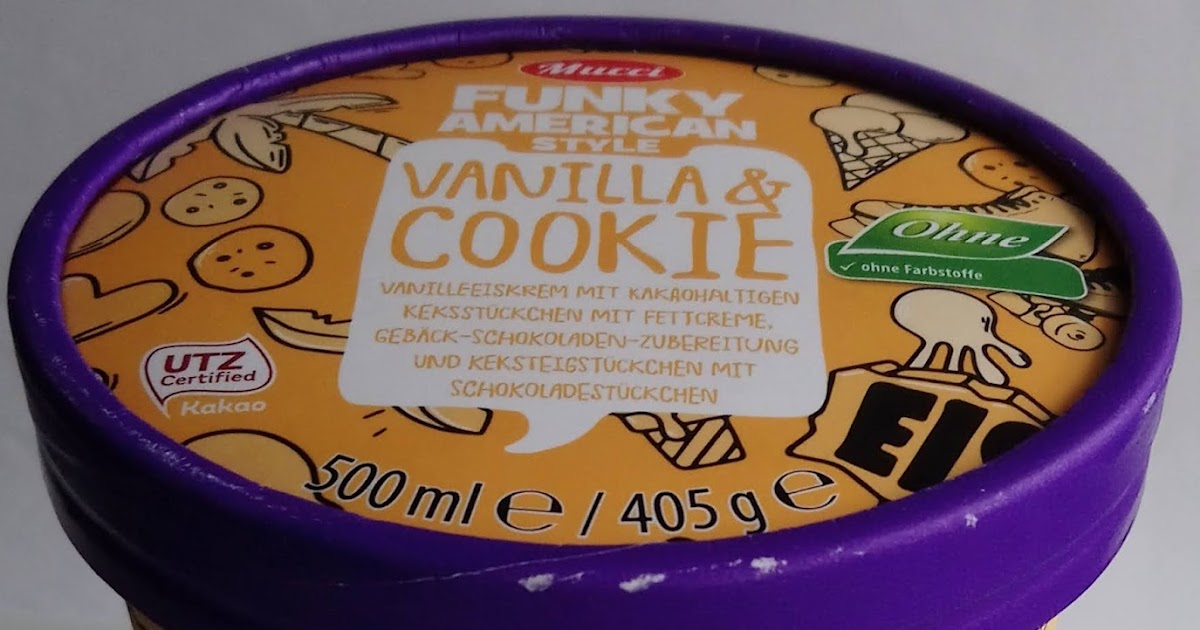 Mucci
FUNKY
AMERICAN
STYLE
VANILLA &
COOKIE
VANILLEEISKREM MIT KAKAOHALTIGEN
KEKSSTÜCKCHEN MIT FETTCREME,
GEBÄCK-SCHOKOLADEN-ZUBEREITUNG
UND KEKSTEIGSTÜCKCHEN MIT
SCHOKOLADESTÜCKCHEN
Ohne
✓ ohne Farbstoffe
UTZ
Certified
Kakao
EIS
500 ml ℮ / 405 g ℮